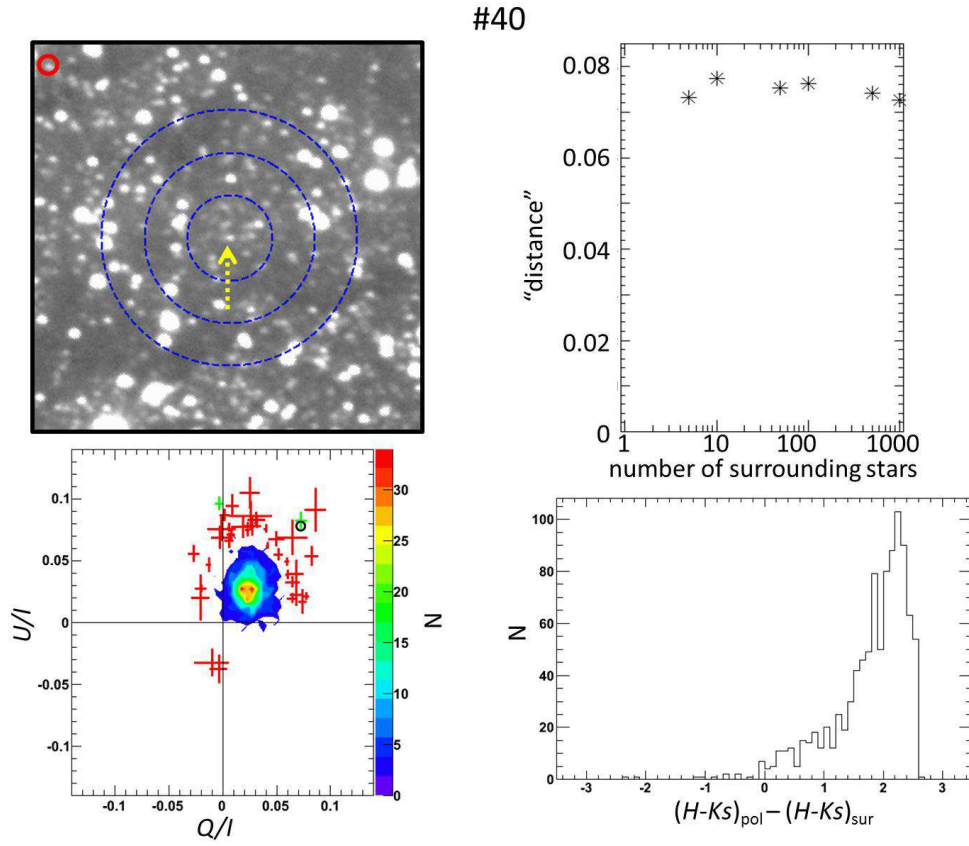 #40
0.08
0.06
0.04
0.02
0
"distance"
1 10 100 1000
number of surrounding stars
0.1
0.05
0
-0.05
-0.1
U/I
-0.1 -0.05 0 0.05 0.1
Q/I
30
25
20
15
10
5
0
N
100
80
60
40
20
0
N
-3 -2 -1 0 1 2 3
(H-Ks)pol – (H-Ks)sur